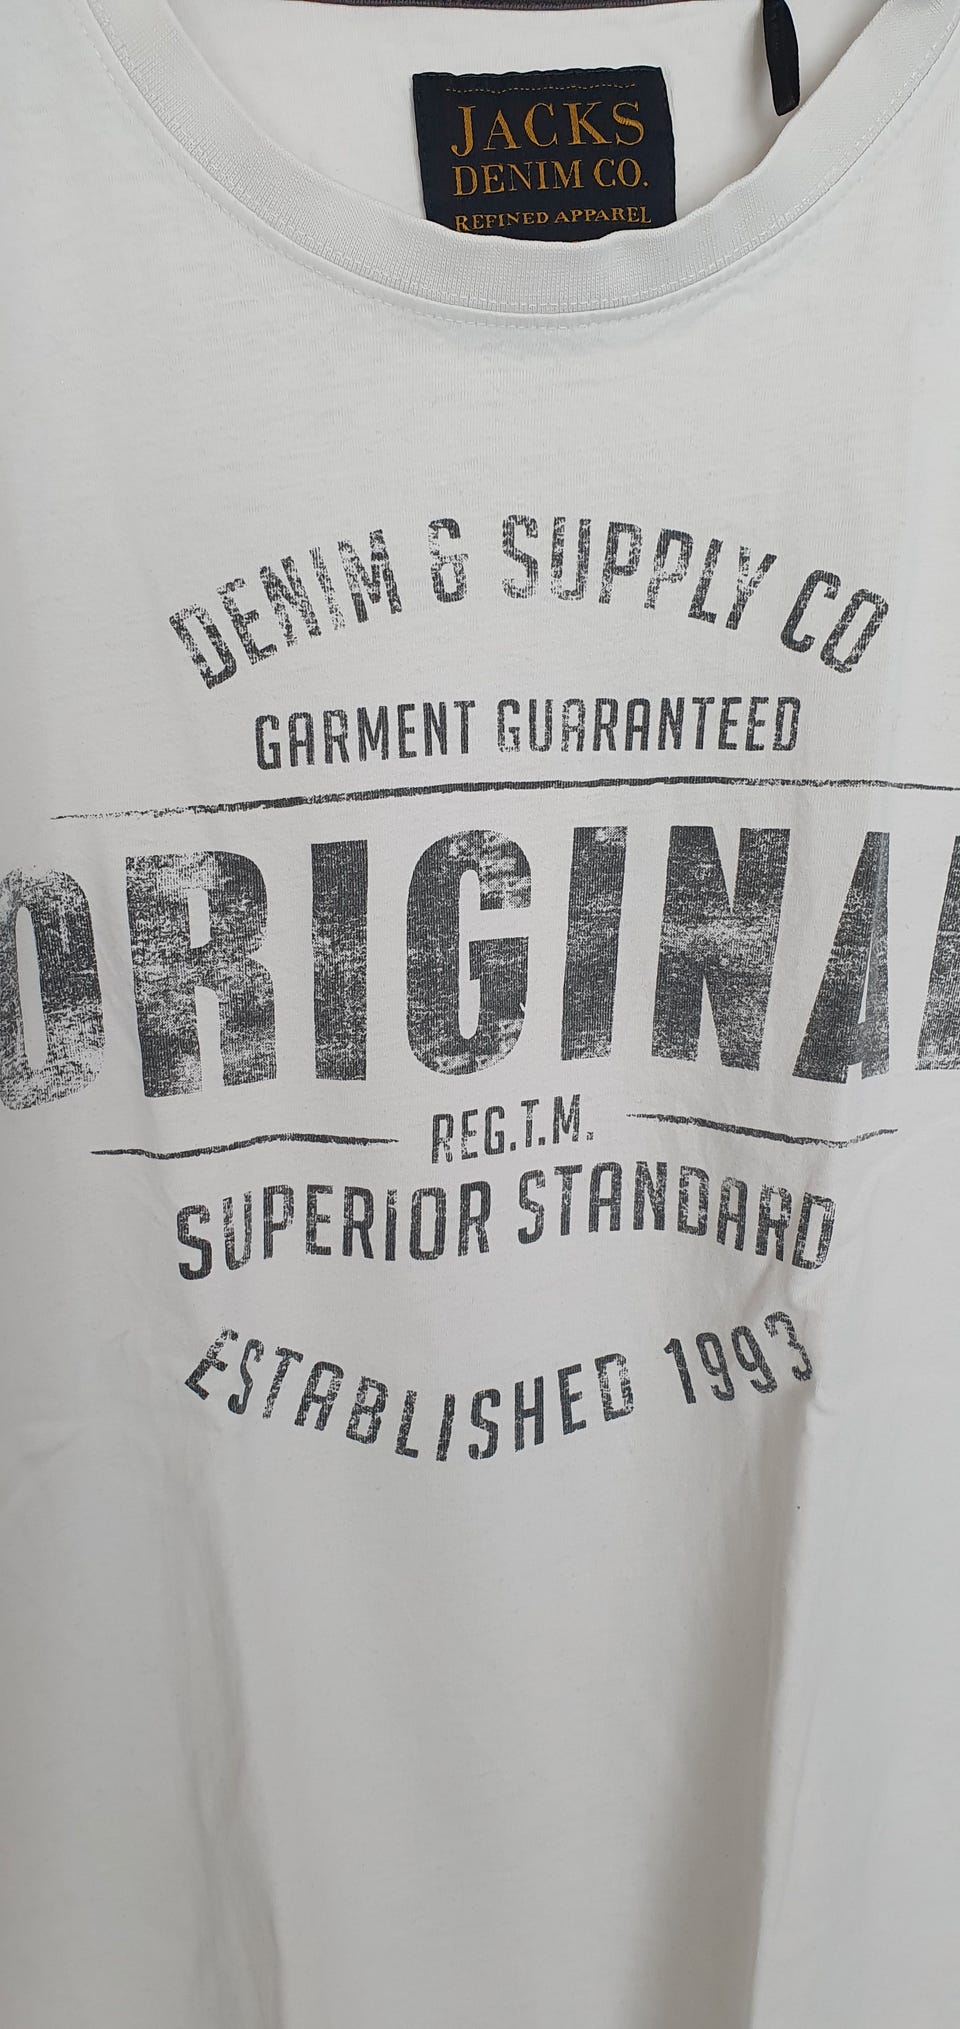 JACKS
DENIM CO.
REFINED APPAREL
DENIM & SUPPLY CO
GARMENT GUARANTEED
ORIGINAL
REG.T.M.
SUPERIOR STANDARD
ESTABLISHED 1993